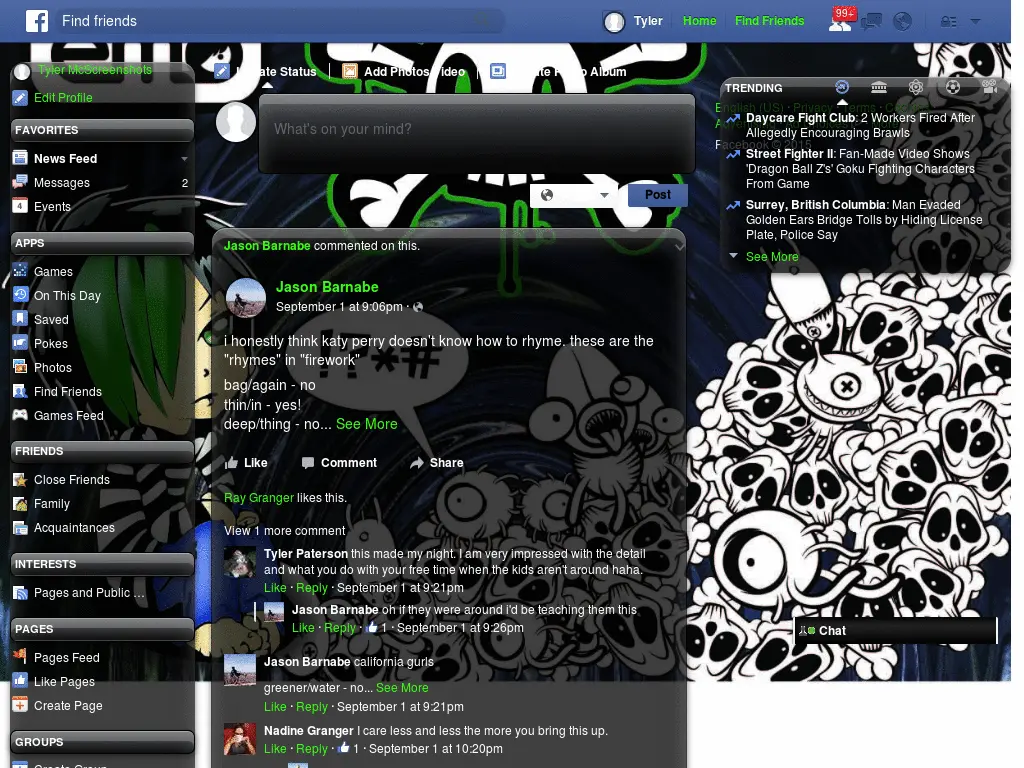 Find friends
Tyler
Home
Find Friends
99+
Tyler McScreenshots
Edit Profile
FAVORITES
News Feed
Messages
2
Events
APPS
Games
On This Day
Saved
Pokes
Photos
Find Friends
Games Feed
FRIENDS
Close Friends
Family
Acquaintances
INTERESTS
Pages and Public ...
PAGES
Pages Feed
Like Pages
Create Page
GROUPS
Create Group
Status
Add Photos/Video
Album
What's on your mind?
Post
Jason Barnabe commented on this.
Jason Barnabe
September 1 at 9:06pm ·
i honestly think katy perry doesn't know how to rhyme. these are the
"rhymes" in "firework"
bag/again - no
thin/in - yes!
deep/thing - no... See More
!?*#
Like
Comment
Share
Ray Granger likes this.
View 1 more comment
Tyler Paterson this made my night. I am very impressed with the detail
and what you do with your free time when the kids aren't around haha.
Like · Reply · September 1 at 9:21pm
Jason Barnabe oh if they were around i'd be teaching them this
Like · Reply · 1 · September 1 at 9:26pm
Jason Barnabe california gurls
greener/water - no... See More
Like · Reply · September 1 at 9:21pm
Nadine Granger I care less and less the more you bring this up.
Like · Reply · 1 · September 1 at 10:20pm
TRENDING
English (US) · Privacy · Terms ·
Facebook © 2015
Daycare Fight Club: 2 Workers Fired After
Allegedly Encouraging Brawls
Street Fighter II: Fan-Made Video Shows
'Dragon Ball Z's' Goku Fighting Characters
From Game
Surrey, British Columbia: Man Evaded
Golden Ears Bridge Tolls by Hiding License
Plate, Police Say
See More
Chat